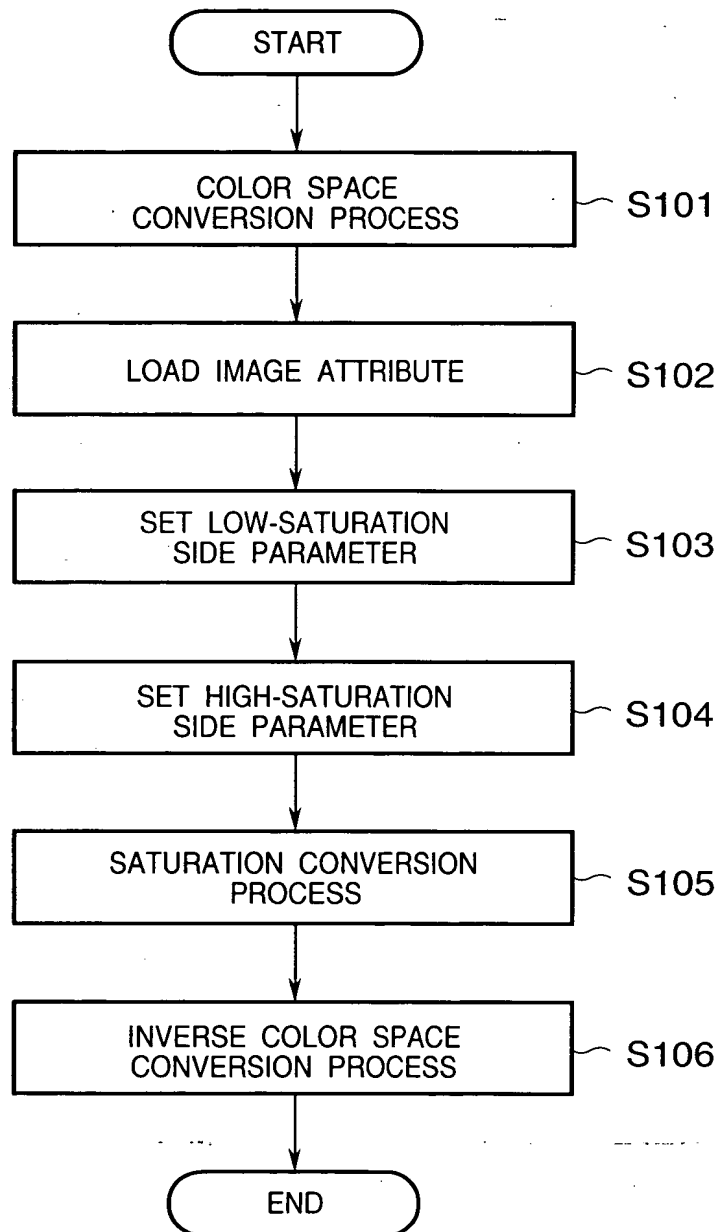 START
COLOR SPACE
CONVERSION PROCESS
S101
LOAD IMAGE ATTRIBUTE
S102
SET LOW-SATURATION
SIDE PARAMETER
S103
SET HIGH-SATURATION
SIDE PARAMETER
S104
SATURATION CONVERSION
PROCESS
S105
INVERSE COLOR SPACE
CONVERSION PROCESS
S106
END